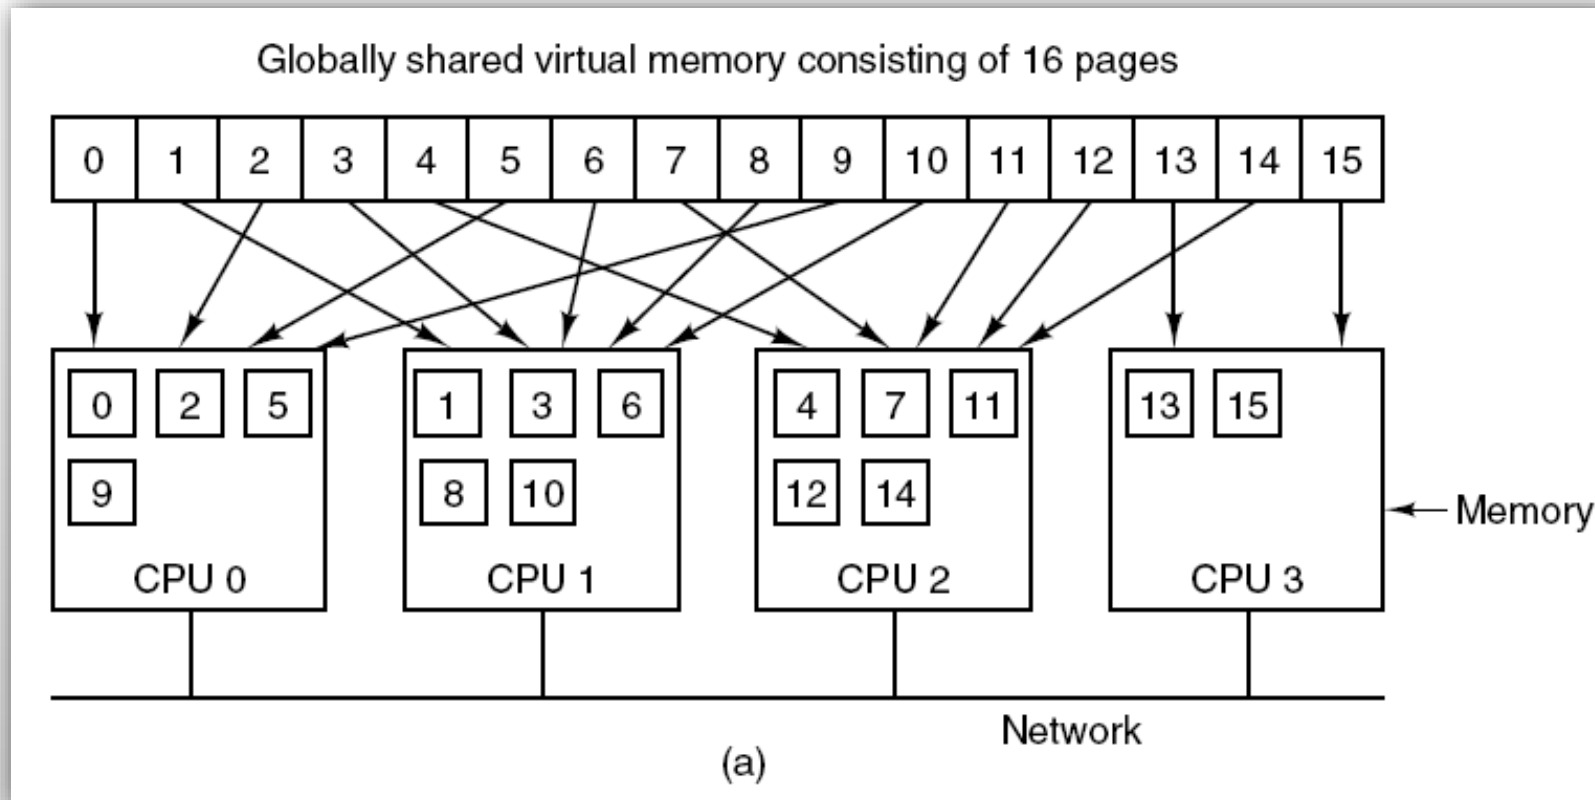 Globally shared virtual memory consisting of 16 pages
0 1 2 3 4 5 6 7 8 9 10 11 12 13 14 15
0 2 5 1 3 6 4 7 11 13 15
9 8 10 12 14
Memory
CPU 0 CPU 1 CPU 2 CPU 3
Network
(a)